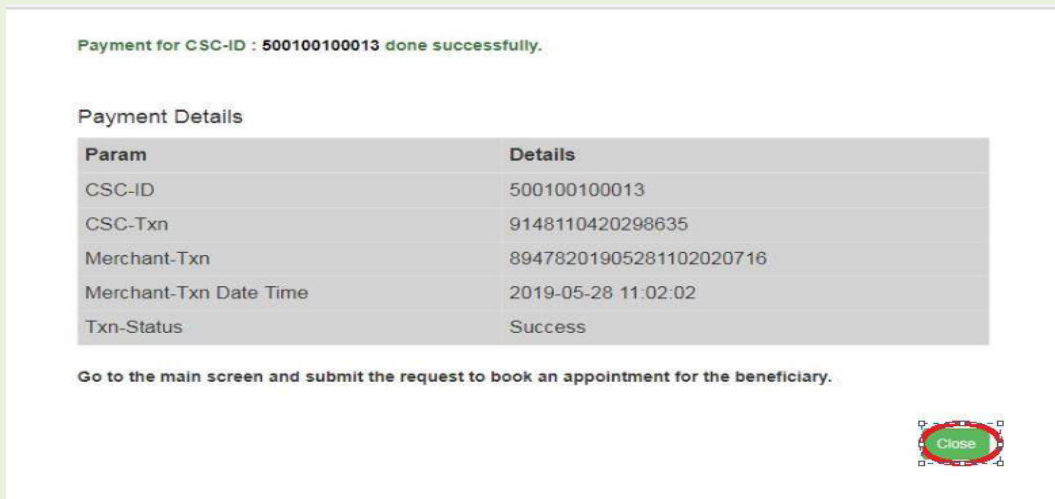 Payment for CSC-ID : 500100100013 done successfully.
Payment Details
Param Details
CSC-ID 500100100013
CSC-Txn 9148110420298635
Merchant-Txn 89478201905281102020716
Merchant-Txn Date Time 2019-05-28 11:02:02
Txn-Status Success
Go to the main screen and submit the request to book an appointment for the beneficiary.
Close